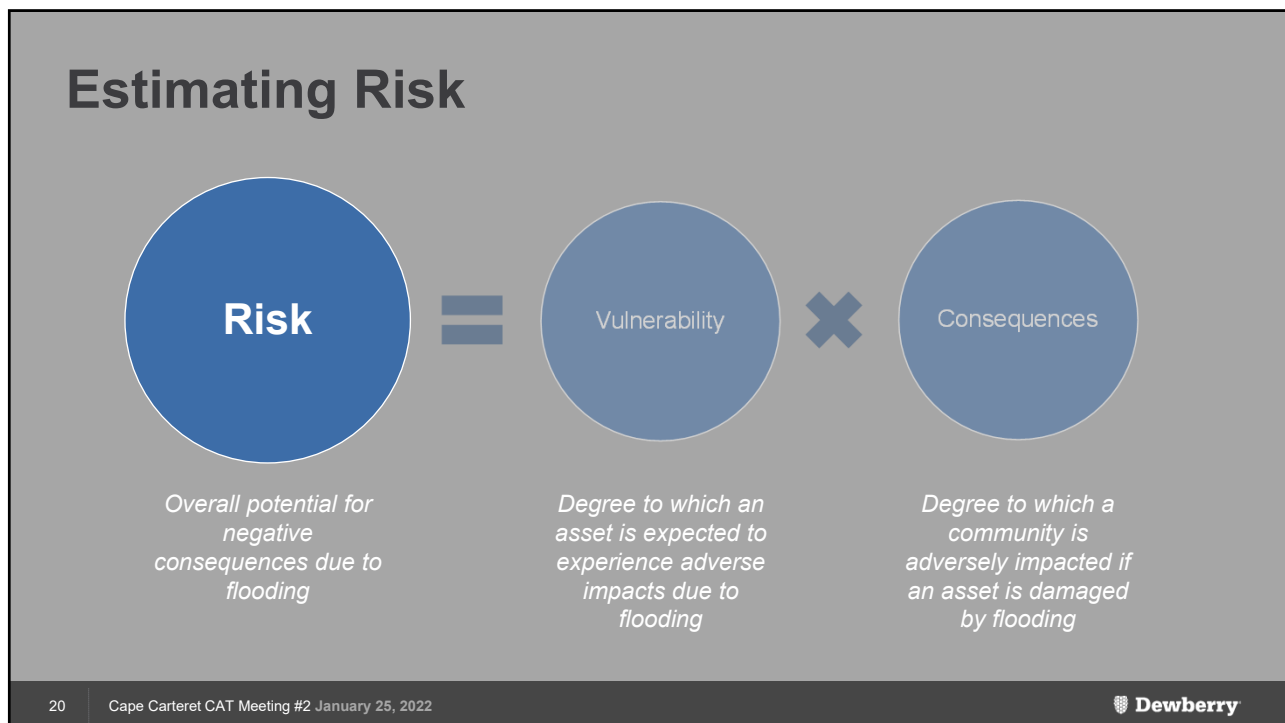 Estimating Risk
Risk
Vulnerability
Consequences
Overall potential for
negative
consequences due to
flooding
Degree to which an
asset is expected to
experience adverse
impacts due to
flooding
Degree to which a
community is
adversely impacted if
an asset is damaged
by flooding
20
Cape Carteret CAT Meeting #2 January 25, 2022
Dewberry